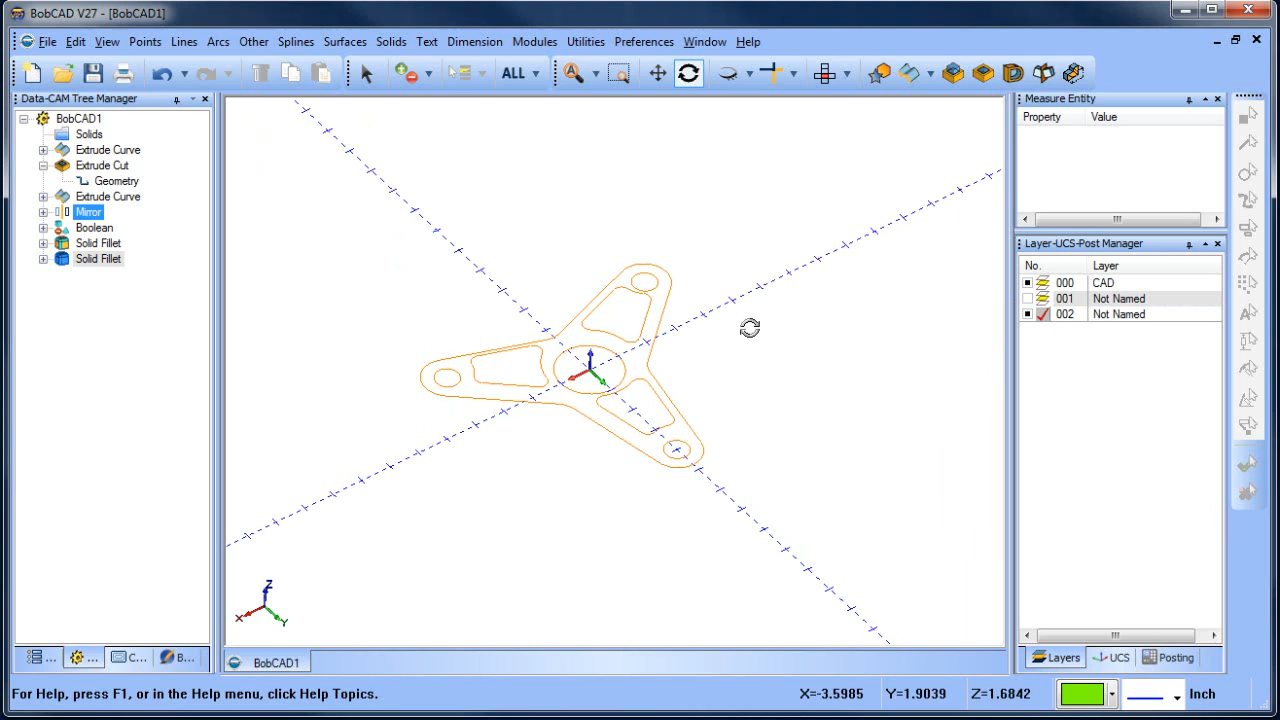 BobCAD V27 - [BobCAD1]
File Edit View Points Lines Arcs Other Splines Surfaces Solids Text Dimension Modules Utilities Preferences Window Help
ALL
Data-CAM Tree Manager
BobCAD1
Solids
Extrude Curve
Extrude Cut
Geometry
Extrude Curve
Mirror
Boolean
Solid Fillet
Solid Fillet
... ... C... B...
Z
X
Y
BobCAD1
Measure Entity
Property Value
Layer-UCS-Post Manager
No. Layer
000 CAD
001 Not Named
002 Not Named
Layers UCS Posting
For Help, press F1, or in the Help menu, click Help Topics.
X=-3.5985 Y=1.9039 Z=1.6842 Inch